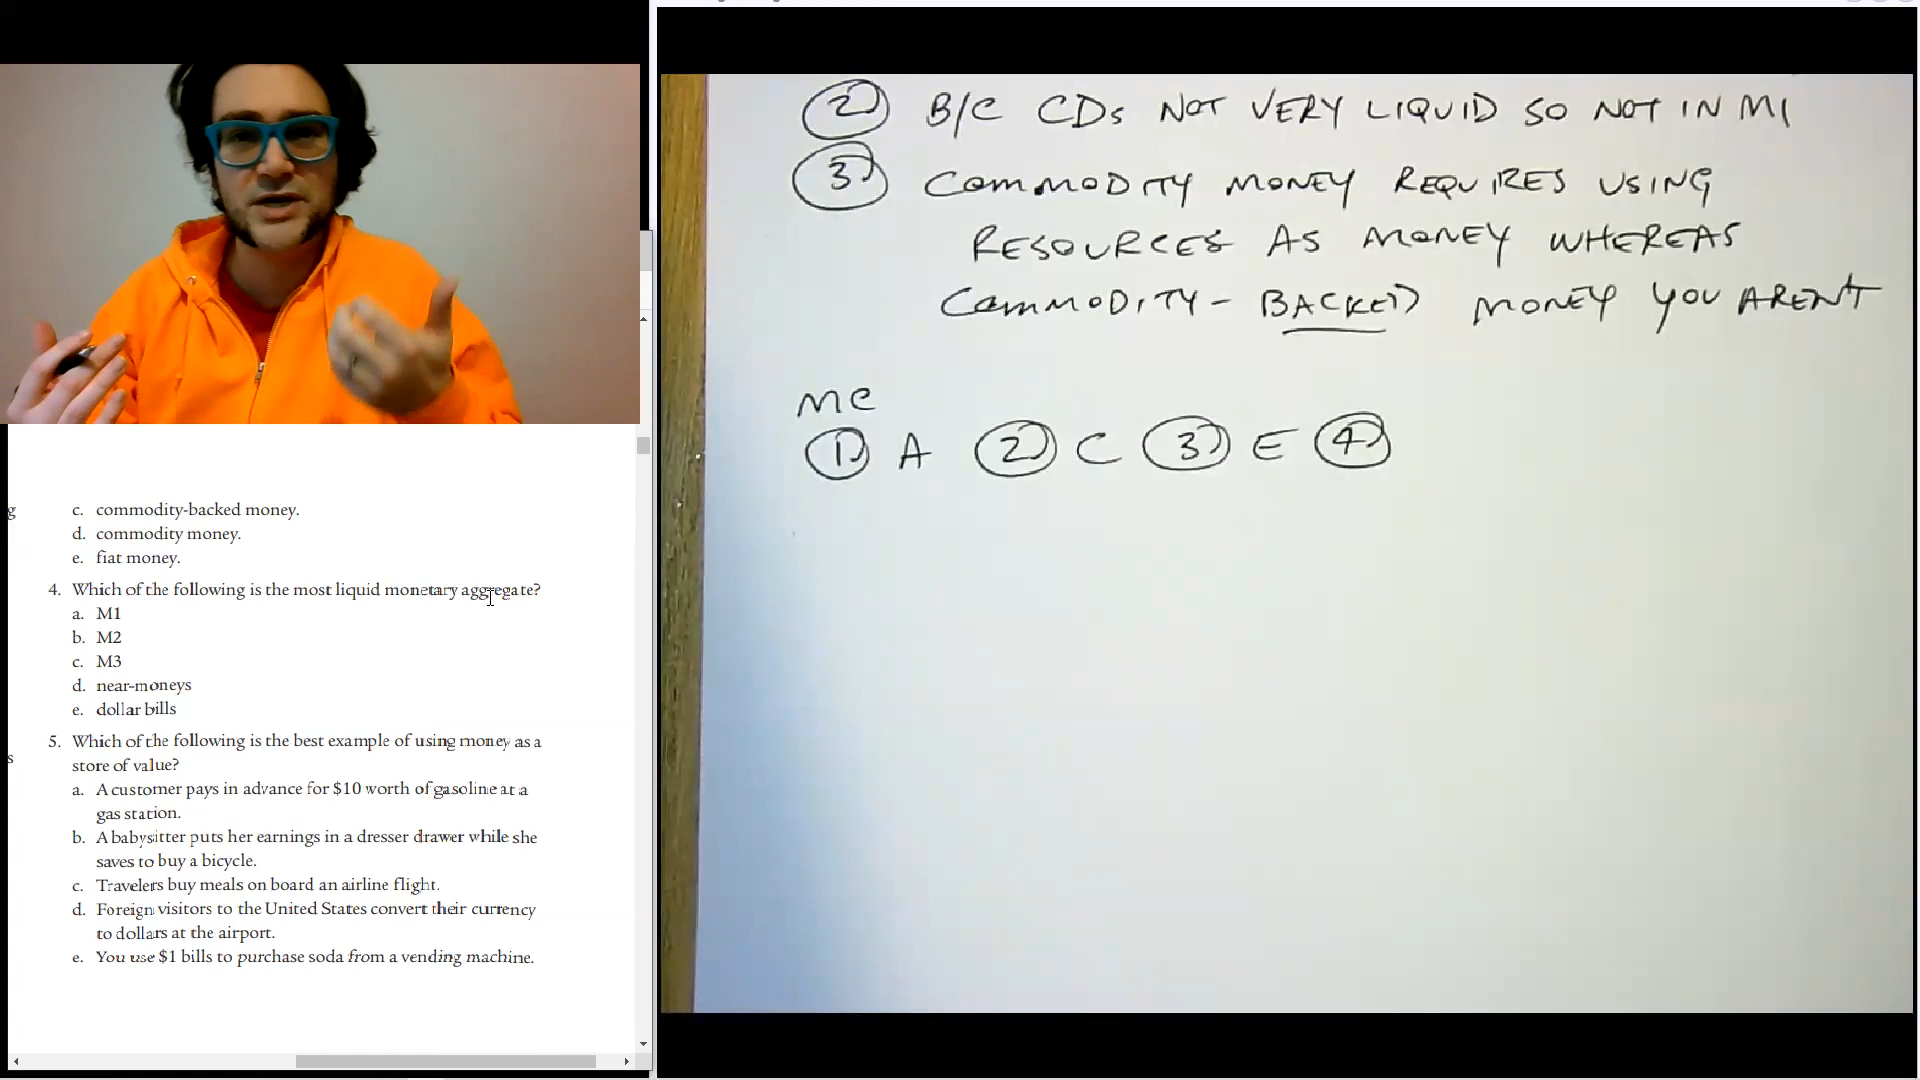 g
c. commodity-backed money.
d. commodity money.
e. fiat money.
4. Which of the following is the most liquid monetary aggregate?
a. M1
b. M2
c. M3
d. near-moneys
e. dollar bills
5. Which of the following is the best example of using money as a
store of value?
s
a. A customer pays in advance for $10 worth of gasoline at a
gas station.
b. A babysitter puts her earnings in a dresser drawer while she
saves to buy a bicycle.
c. Travelers buy meals on board an airline flight.
d. Foreign visitors to the United States convert their currency
to dollars at the airport.
e. You use $1 bills to purchase soda from a vending machine.
2 B/C CDs NOT VERY LIQUID SO NOT IN M1
3 COMMODITY MONEY REQUIRES USING
RESOURCES AS MONEY WHEREAS
COMMODITY-BACKED MONEY YOU AREN'T
MC
1 A 2 C 3 E 4